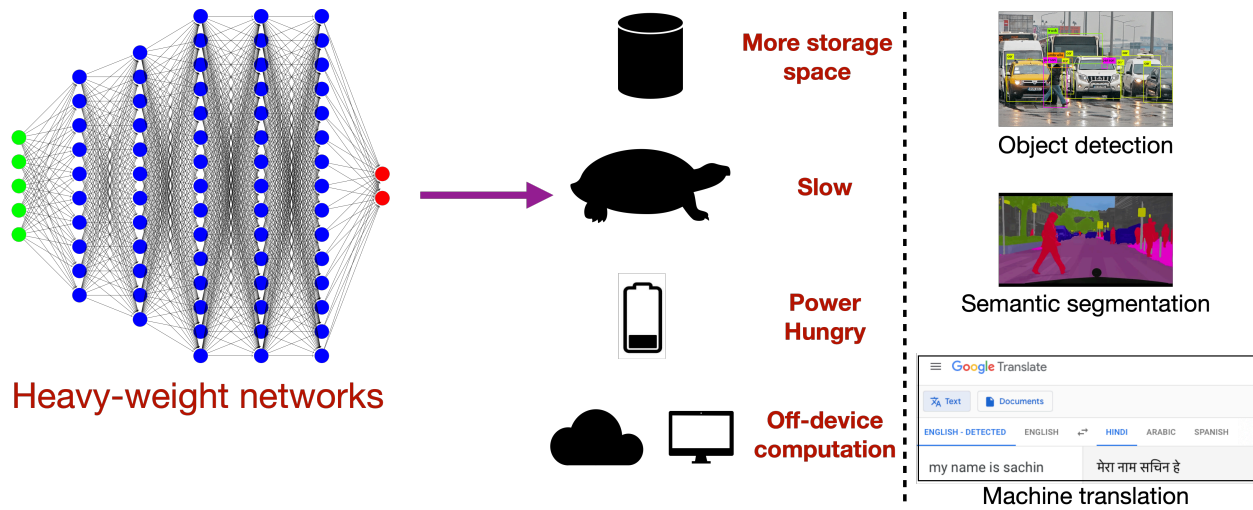 More storage
space
Slow
Power
Hungry
Off-device
computation
Heavy-weight networks
Object detection
Semantic segmentation
Google Translate
Text
Documents
ENGLISH - DETECTED
ENGLISH
HINDI
ARABIC
SPANISH
my name is sachin
मेरा नाम सचिन हे
Machine translation